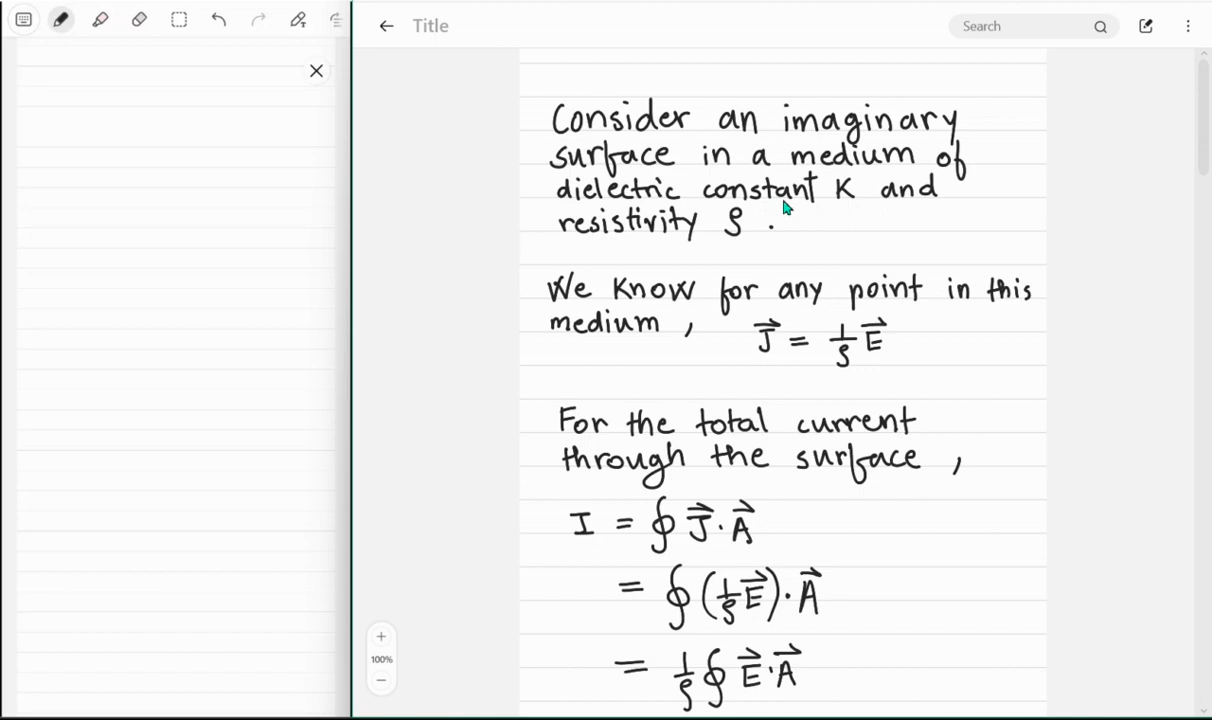 Title
Search
Consider an imaginary
surface in a medium of
dielectric constant K and
resistivity ρ .
We know for any point in this
medium , J⃗ = 1/ρ E⃗
For the total current
through the surface ,
I = ∮ J⃗ · A⃗
= ∮ (1/ρ E⃗) · A⃗
= 1/ρ ∮ E⃗ · A⃗
100%